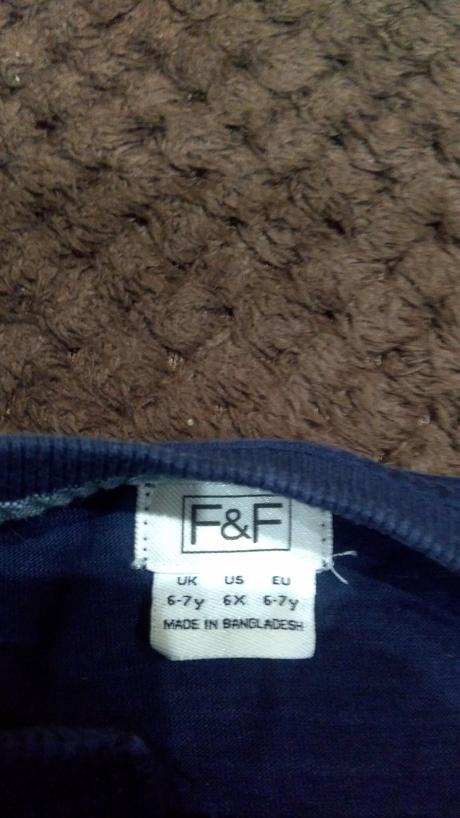 F&F
UK US EU
6-7y 6X 6-7y
MADE IN BANGLADESH